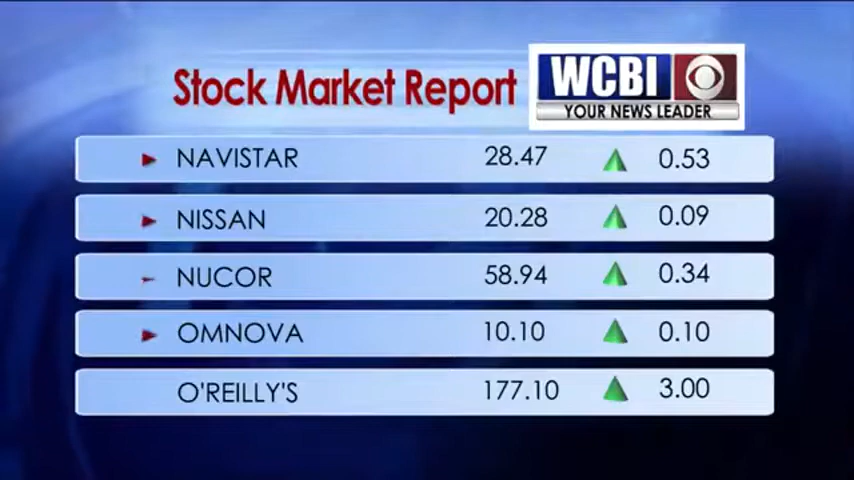 Stock Market Report
WCBI
YOUR NEWS LEADER
NAVISTAR 28.47 0.53
NISSAN 20.28 0.09
NUCOR 58.94 0.34
OMNOVA 10.10 0.10
O'REILLY'S 177.10 3.00